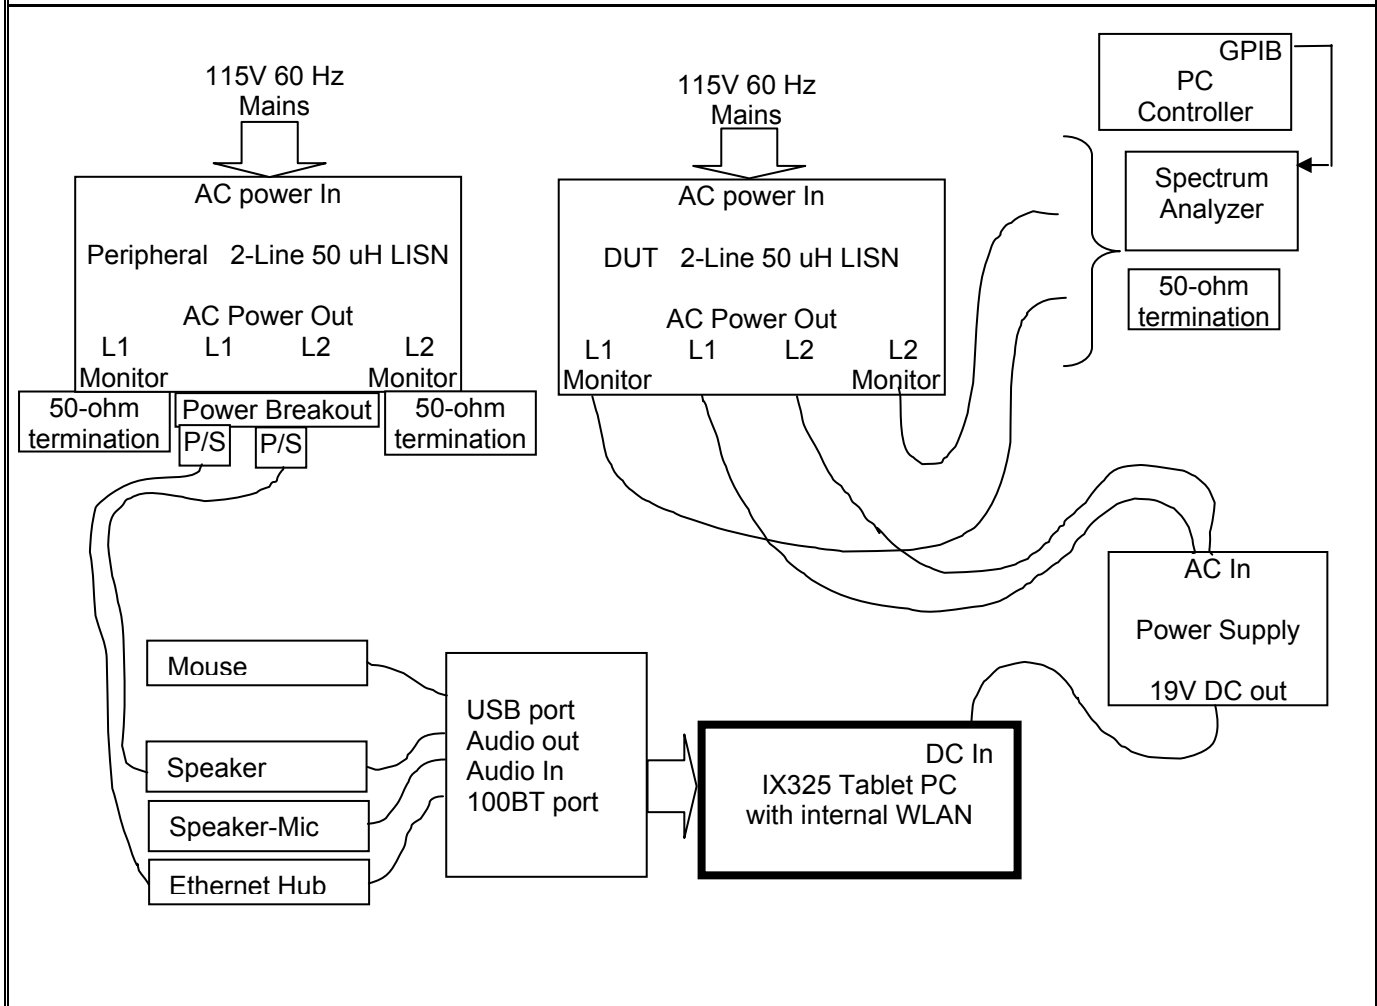 115V 60 Hz
Mains
AC power In
Peripheral 2-Line 50 uH LISN
AC Power Out
L1 L1 L2 L2
Monitor Monitor
50-ohm
termination
Power Breakout
P/S P/S
50-ohm
termination
115V 60 Hz
Mains
AC power In
DUT 2-Line 50 uH LISN
AC Power Out
L1 L1 L2 L2
Monitor Monitor
GPIB
PC
Controller
Spectrum
Analyzer
50-ohm
termination
AC In
Power Supply
19V DC out
Mouse
Speaker
Speaker-Mic
Ethernet Hub
USB port
Audio out
Audio In
100BT port
DC In
IX325 Tablet PC
with internal WLAN